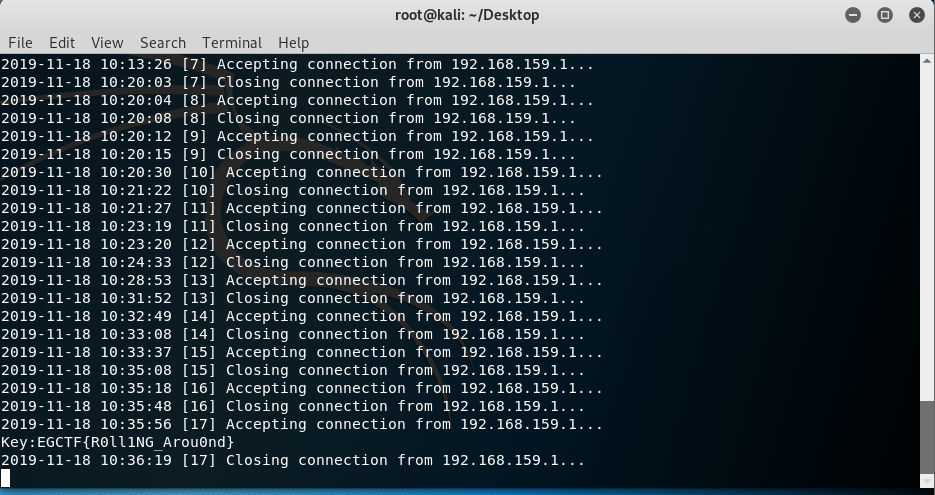 root@kali: ~/Desktop
File Edit View Search Terminal Help
2019-11-18 10:13:26 [7] Accepting connection from 192.168.159.1...
2019-11-18 10:20:03 [7] Closing connection from 192.168.159.1...
2019-11-18 10:20:04 [8] Accepting connection from 192.168.159.1...
2019-11-18 10:20:08 [8] Closing connection from 192.168.159.1...
2019-11-18 10:20:12 [9] Accepting connection from 192.168.159.1...
2019-11-18 10:20:15 [9] Closing connection from 192.168.159.1...
2019-11-18 10:20:30 [10] Accepting connection from 192.168.159.1...
2019-11-18 10:21:22 [10] Closing connection from 192.168.159.1...
2019-11-18 10:21:27 [11] Accepting connection from 192.168.159.1...
2019-11-18 10:23:19 [11] Closing connection from 192.168.159.1...
2019-11-18 10:23:20 [12] Accepting connection from 192.168.159.1...
2019-11-18 10:24:33 [12] Closing connection from 192.168.159.1...
2019-11-18 10:28:53 [13] Accepting connection from 192.168.159.1...
2019-11-18 10:31:52 [13] Closing connection from 192.168.159.1...
2019-11-18 10:32:49 [14] Accepting connection from 192.168.159.1...
2019-11-18 10:33:08 [14] Closing connection from 192.168.159.1...
2019-11-18 10:33:37 [15] Accepting connection from 192.168.159.1...
2019-11-18 10:35:08 [15] Closing connection from 192.168.159.1...
2019-11-18 10:35:18 [16] Accepting connection from 192.168.159.1...
2019-11-18 10:35:48 [16] Closing connection from 192.168.159.1...
2019-11-18 10:35:56 [17] Accepting connection from 192.168.159.1...
Key:EGCTF{R0ll1NG_Arou0nd}
2019-11-18 10:36:19 [17] Closing connection from 192.168.159.1...